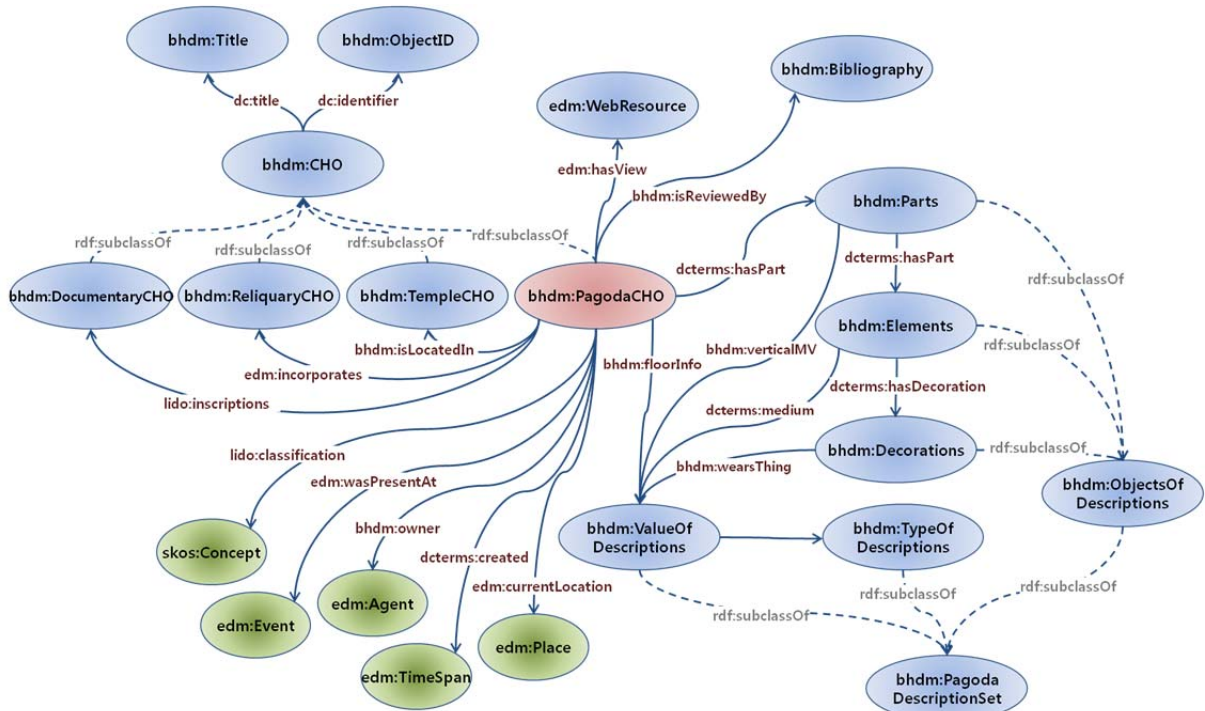 bhdm:Title
bhdm:ObjectID
bhdm:Bibliography
dc:title
dc:identifier
edm:WebResource
bhdm:CHO
edm:hasView
bhdm:isReviewedBy
bhdm:Parts
rdf:subclassOf
rdf:subclassOf
rdf:subclassOf
rdf:subclassOf
dcterms:hasPart
dcterms:hasPart
rdf:subclassOf
bhdm:DocumentaryCHO
bhdm:ReliquaryCHO
bhdm:TempleCHO
bhdm:PagodaCHO
bhdm:Elements
bhdm:isLocatedIn
bhdm:floorInfo
bhdm:verticalMV
rdf:subclassOf
edm:incorporates
dcterms:hasDecoration
lido:inscriptions
dcterms:medium
lido:classification
bhdm:Decorations
rdf:subclassOf
bhdm:wearsThing
edm:wasPresentAt
bhdm:ObjectsOf
Descriptions
bhdm:owner
bhdm:ValueOf
Descriptions
bhdm:TypeOf
Descriptions
skos:Concept
dcterms:created
edm:currentLocation
edm:Agent
rdf:subclassOf
rdf:subclassOf
rdf:subclassOf
edm:Event
edm:Place
edm:TimeSpan
bhdm:Pagoda
DescriptionSet